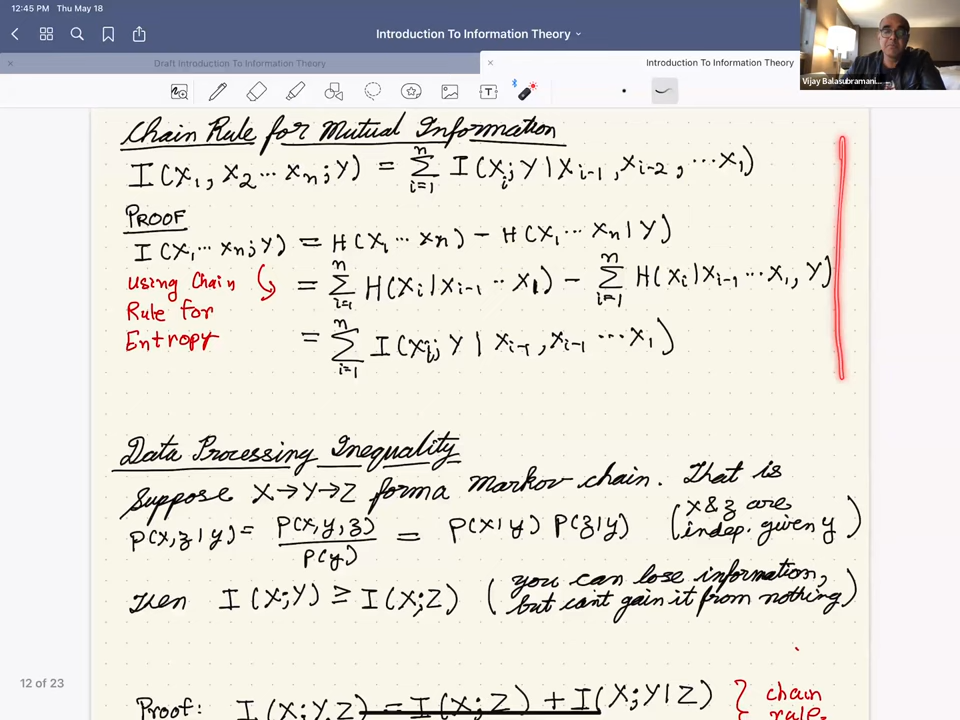 12:45 PM Thu May 18
Introduction To Information Theory
Draft Introduction To Information Theory
Introduction To Information Theory
Vijay Balasubramani...
Chain Rule for Mutual Information
I(X₁, X₂ ⋯ Xₙ; Y) = ∑ⁿᵢ₌₁ I(Xᵢ; Y | Xᵢ₋₁, Xᵢ₋₂, ⋯ X₁)
PROOF
I(X₁ ⋯ Xₙ; Y) = H(X₁ ⋯ Xₙ) − H(X₁ ⋯ Xₙ | Y)
using Chain Rule for Entropy
= ∑ⁿᵢ₌₁ H(Xᵢ | Xᵢ₋₁ ⋯ X₁) − ∑ⁿᵢ₌₁ H(Xᵢ | Xᵢ₋₁ ⋯ X₁, Y)
= ∑ⁿᵢ₌₁ I(Xᵢ; Y | Xᵢ₋₁, Xᵢ₋₁ ⋯ X₁)
Data Processing Inequality
Suppose X→Y→Z form a Markov chain. That is
P(x,z|y) = P(x,y,z)/P(y) = P(x|y) P(z|y) (x & z are indep. given y)
Then I(X;Y) ≥ I(X;Z) (you can lose information, but can't gain it from nothing)
12 of 23
Proof: I(X;Y,Z) = I(X;Z) + I(X;Y|Z) } chain rule